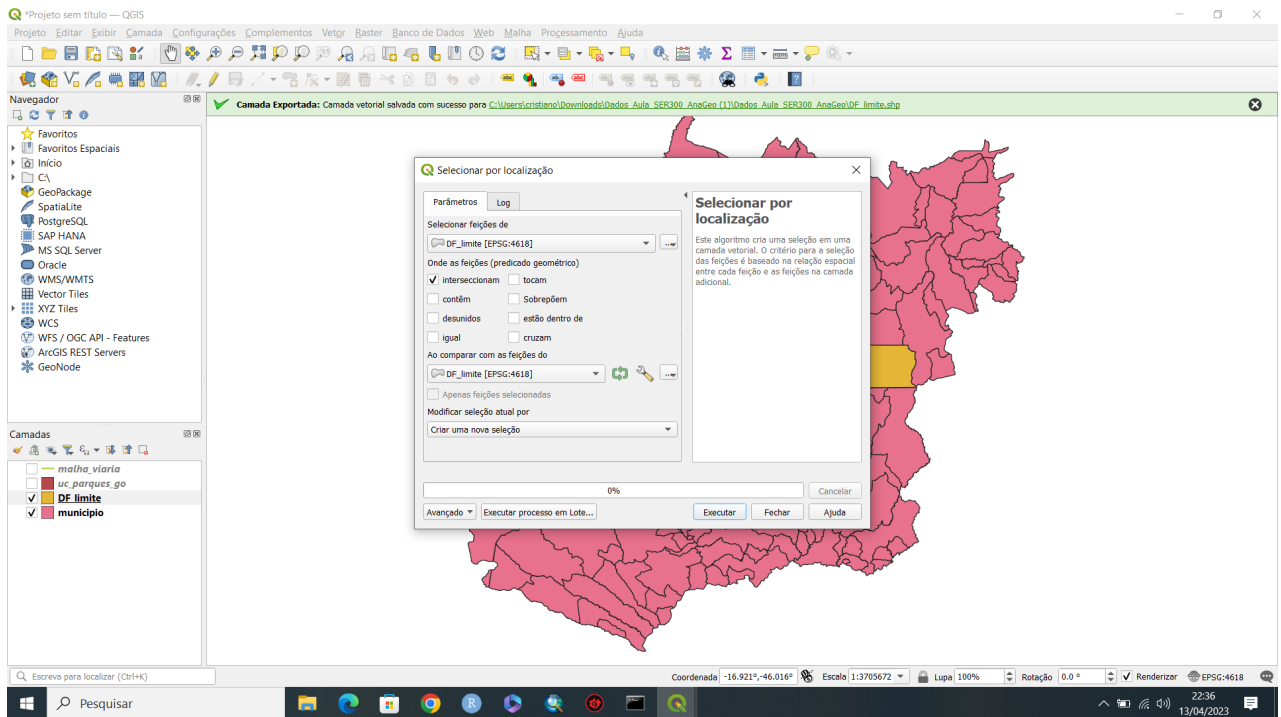 *Projeto sem título — QGIS
Projeto Editar Exibir Camada Configurações Complementos Vetor Raster Banco de Dados Web Malha Processamento Ajuda
Navegador
Camada Exportada: Camada vetorial salvada com sucesso para C:\Users\cristiano\Downloads\Dados_Aula_SER300_AnaGeo (1)\Dados_Aula_SER300_AnaGeo\DF_limite.shp
Favoritos
Favoritos Espaciais
Início
C:\
GeoPackage
SpatiaLite
PostgreSQL
SAP HANA
MS SQL Server
Oracle
WMS/WMTS
Vector Tiles
XYZ Tiles
WCS
WFS / OGC API - Features
ArcGIS REST Servers
GeoNode
Camadas
malha_viaria
uc_parques_go
DF_limite
municipio
Selecionar por localização
Parâmetros Log
Selecionar feições de
DF_limite [EPSG:4618]
Onde as feições (predicado geométrico)
interseccionam tocam
contêm Sobrepõem
desunidos estão dentro de
igual cruzam
Ao comparar com as feições do
DF_limite [EPSG:4618]
Apenas feições selecionadas
Modificar seleção atual por
Criar uma nova seleção
Selecionar por
localização
Este algoritmo cria uma seleção em uma
camada vetorial. O critério para a seleção
das feições é baseado na relação espacial
entre cada feição e as feições na camada
adicional.
0% Cancelar
Avançado Executar processo em Lote... Executar Fechar Ajuda
Escreva para localizar (Ctrl+K) Coordenada -16.921°,-46.016° Escala 1:3705672 Lupa 100% Rotação 0.0 ° Renderizar EPSG:4618
Pesquisar
22:36
13/04/2023